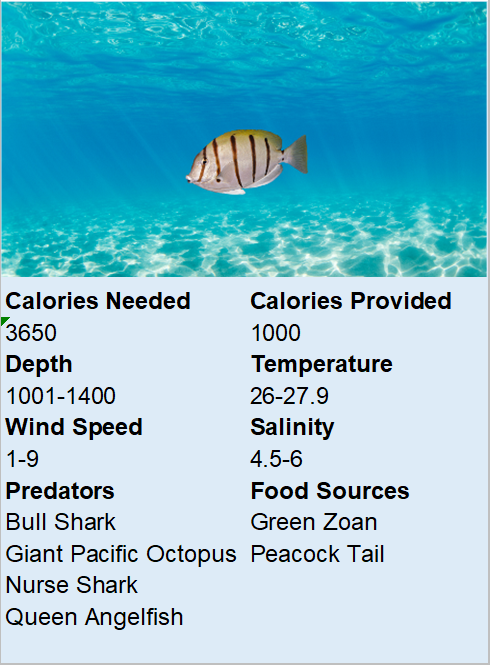 Calories Needed Calories Provided
3650 1000
Depth Temperature
1001-1400 26-27.9
Wind Speed Salinity
1-9 4.5-6
Predators Food Sources
Bull Shark Green Zoan
Giant Pacific Octopus Peacock Tail
Nurse Shark
Queen Angelfish